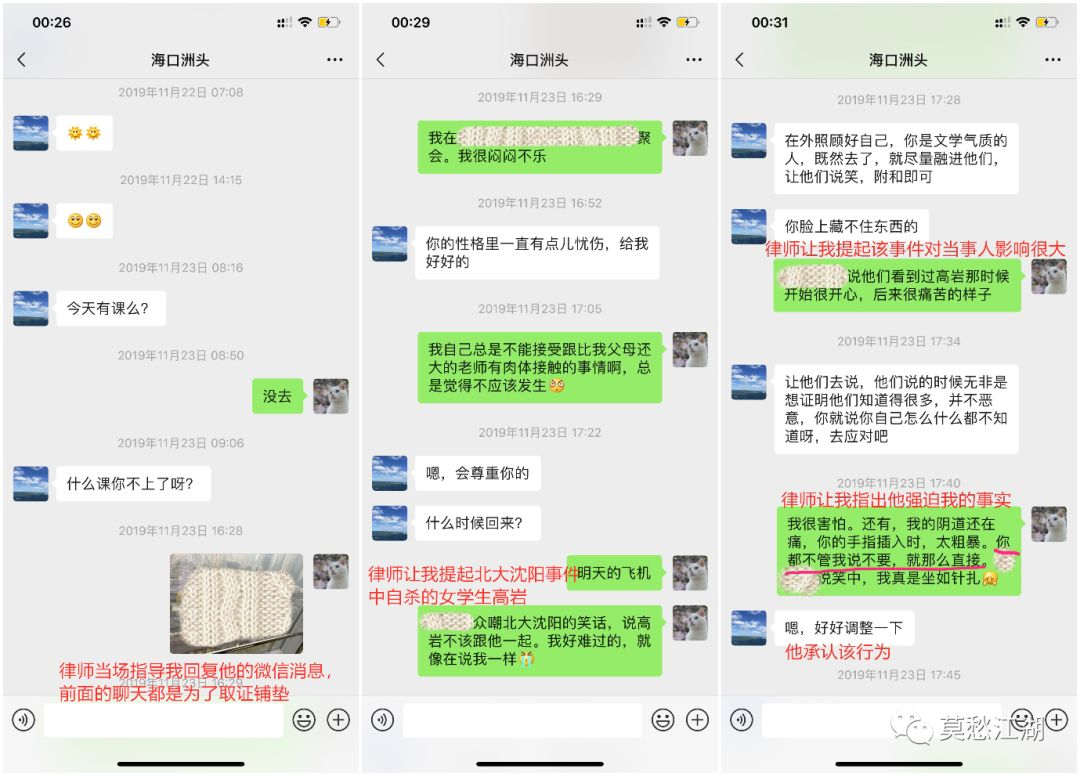 00:26
海口洲头
2019年11月22日 07:08
2019年11月22日 14:15
2019年11月23日 08:16
今天有课么?
2019年11月23日 08:50
没去
2019年11月23日 09:06
什么课你不上了呀?
2019年11月23日 16:28
律师当场指导我回复他的微信消息，
2019年11月23日 16:29
前面的聊天都是为了取证铺垫
00:29
海口洲头
2019年11月23日 16:29
我在
聚
会。我很闷闷不乐
2019年11月23日 16:52
你的性格里一直有点儿忧伤，给我
好好的
2019年11月23日 17:05
我自己总是不能接受跟比我父母还
大的老师有肉体接触的事情啊，总
是觉得不应该发生
2019年11月23日 17:22
嗯，会尊重你的
什么时候回来?
律师让我提起北大沈阳事件
中自杀的女学生高岩
明天的飞机
众嘲北大沈阳的笑话，说高
岩不该跟他一起。我好难过的，就
像在说我一样
00:31
海口洲头
2019年11月23日 17:28
在外照顾好自己，你是文学气质的
人，既然去了，就尽量融进他们，
让他们说笑，附和即可
你脸上藏不住东西的
律师让我提起该事件对当事人影响很大
说他们看到过高岩那时候
开始很开心，后来很痛苦的样子
2019年11月23日 17:34
让他们去说，他们说的时候无非是
想证明他们知道得很多，并不恶
意，你就说你自己怎么什么都不知
道呀，去应对吧
2019年11月23日 17:40
律师让我指出他强迫我的事实
我很害怕。还有，我的阴道还在
痛，你的手指插入时，太粗暴。你
都不管我说不要，就那么直接。
说笑中，我真是坐如针扎
嗯，好好调整一下
他承认该行为
2019年11月23日 17:45
莫愁江湖